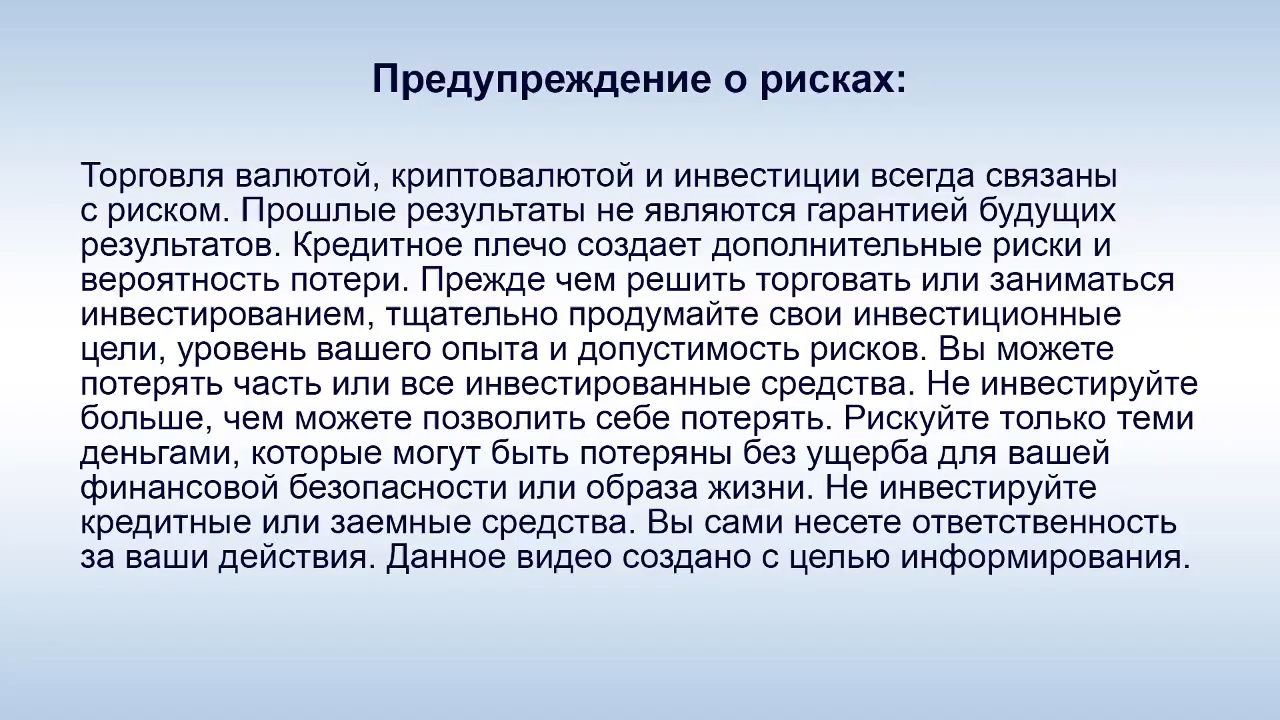 Предупреждение о рисках:
Торговля валютой, криптовалютой и инвестиции всегда связаны
с риском. Прошлые результаты не являются гарантией будущих
результатов. Кредитное плечо создает дополнительные риски и
вероятность потери. Прежде чем решить торговать или заниматься
инвестированием, тщательно продумайте свои инвестиционные
цели, уровень вашего опыта и допустимость рисков. Вы можете
потерять часть или все инвестированные средства. Не инвестируйте
больше, чем можете позволить себе потерять. Рискуйте только теми
деньгами, которые могут быть потеряны без ущерба для вашей
финансовой безопасности или образа жизни. Не инвестируйте
кредитные или заемные средства. Вы сами несете ответственность
за ваши действия. Данное видео создано с целью информирования.